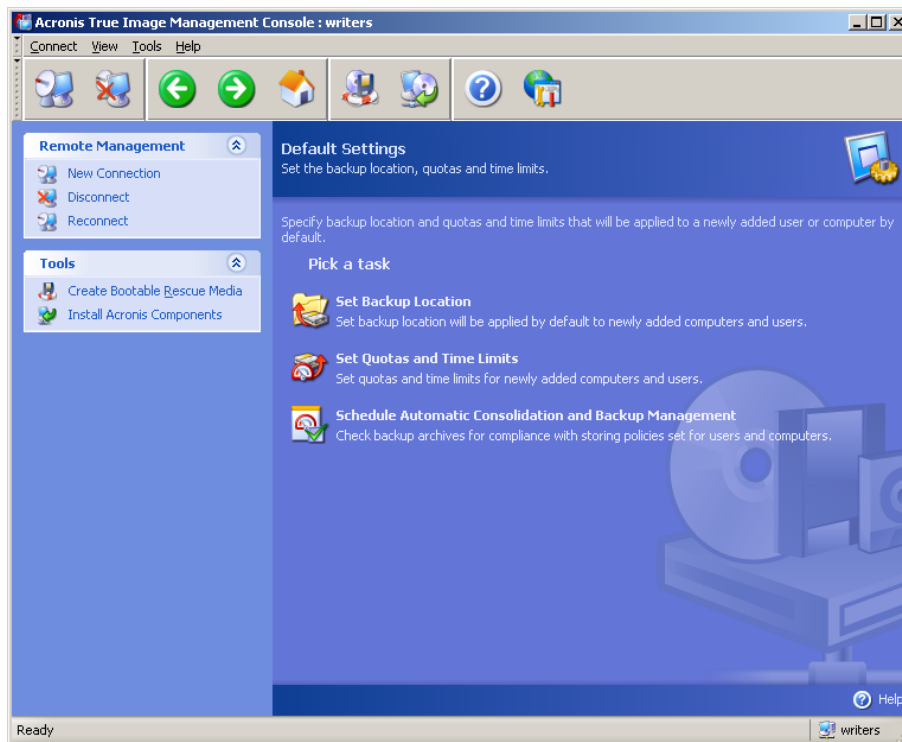 Acronis True Image Management Console : writers
Connect View Tools Help
Remote Management
New Connection
Disconnect
Reconnect
Tools
Create Bootable Rescue Media
Install Acronis Components
Default Settings
Set the backup location, quotas and time limits.
Specify backup location and quotas and time limits that will be applied to a newly added user or computer by
default.
Pick a task
Set Backup Location
Set backup location will be applied by default to newly added computers and users.
Set Quotas and Time Limits
Set quotas and time limits for newly added computers and users.
Schedule Automatic Consolidation and Backup Management
Check backup archives for compliance with storing policies set for users and computers.
Help
Ready
writers